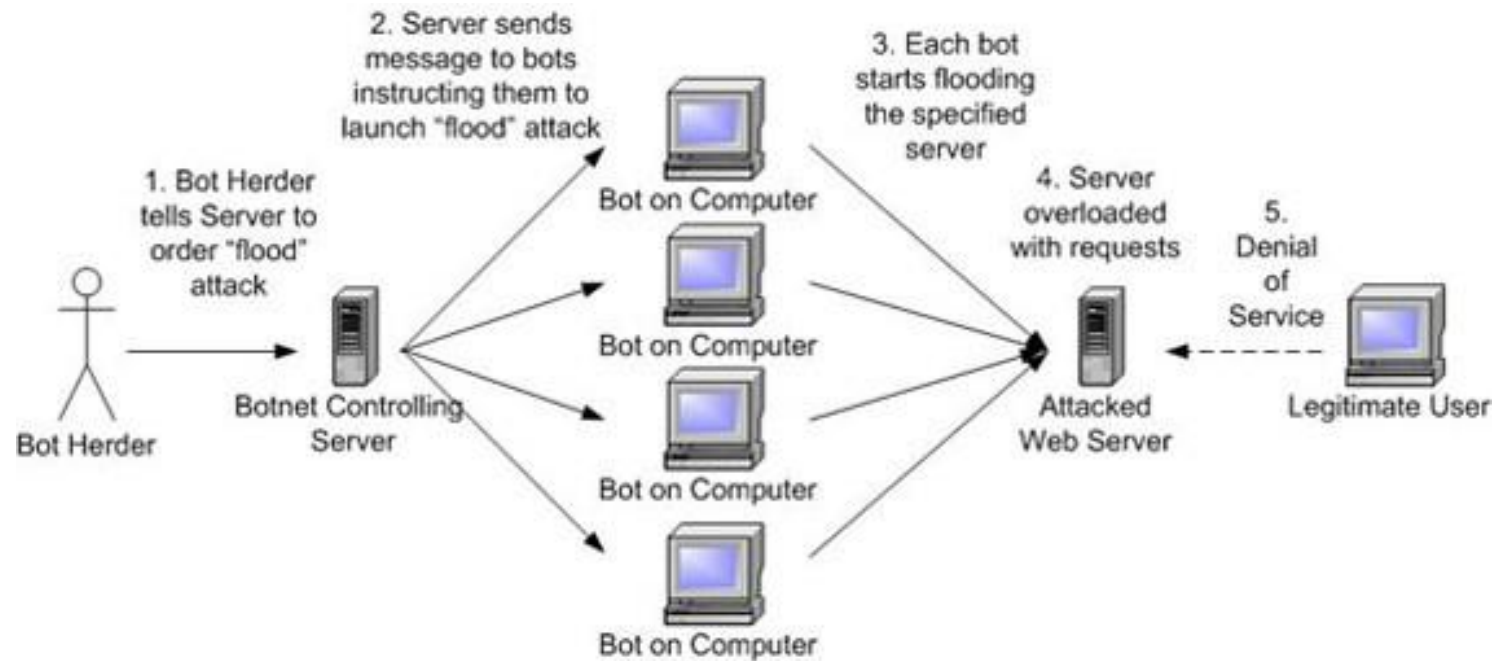 1. Bot Herder
tells Server to
order “flood”
attack
2. Server sends
message to bots
instructing them to
launch “flood” attack
3. Each bot
starts flooding
the specified
server
4. Server
overloaded
with requests
5.
Denial
of
Service
Bot Herder
Botnet Controlling
Server
Bot on Computer
Bot on Computer
Bot on Computer
Bot on Computer
Attacked
Web Server
Legitimate User